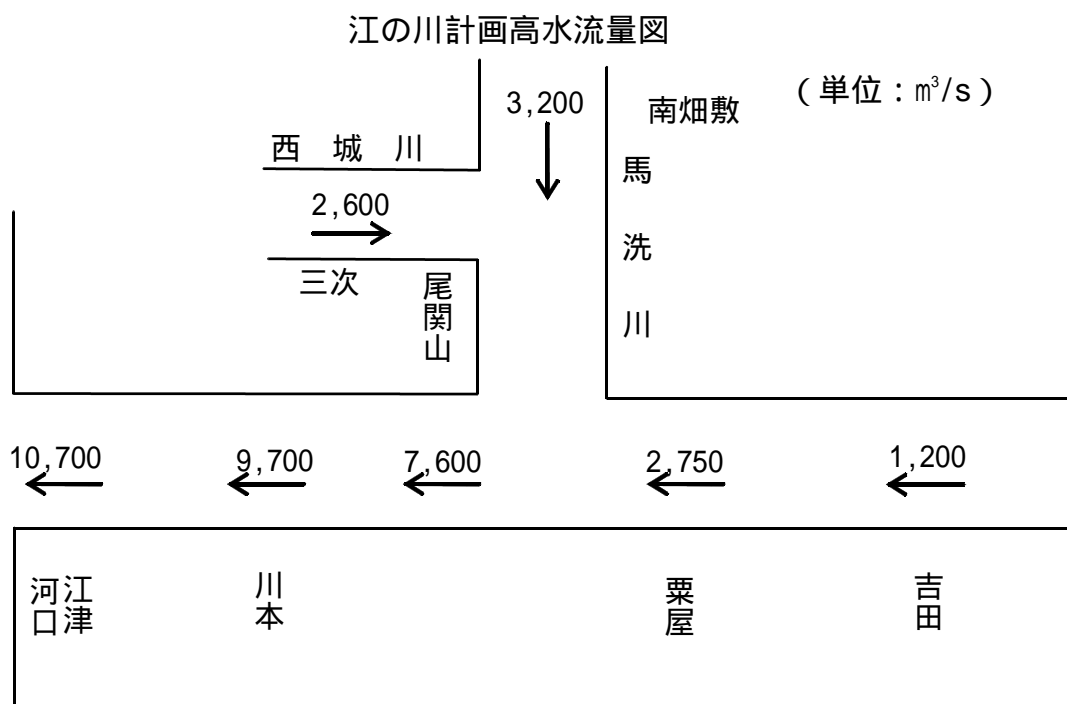 江の川計画高水流量図
（単位：㎥/s）
3,200
南畑敷
馬洗川
西城川
2,600
三次
尾関山
10,700
9,700
7,600
2,750
1,200
江津
河口
川本
粟屋
吉田